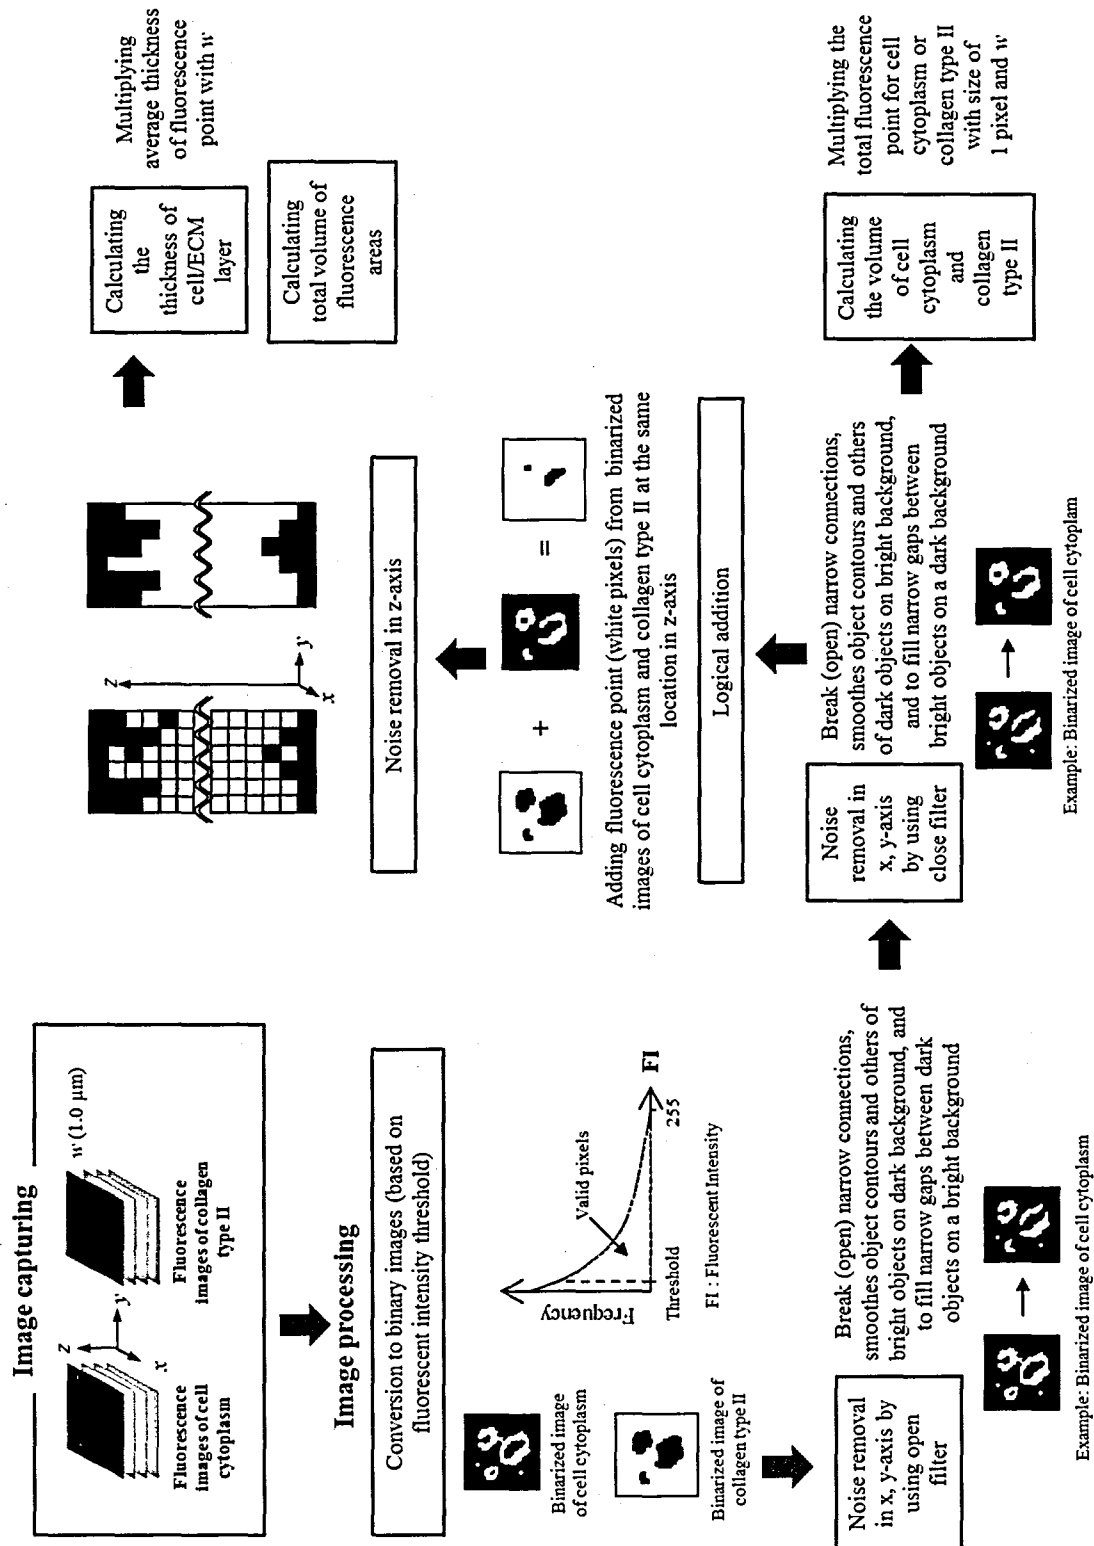 Image capturing
z
y
x
w (1.0 µm)
Fluorescence
images of cell
cytoplasm
Fluorescence
images of collagen
type II
Image processing
Conversion to binary images (based on
fluorescent intensity threshold)
Binarized image
of cell cytoplasm
Binarized image of
collagen type II
Frequency
Valid pixels
FI
Threshold
255
FI : Fluorescent Intensity
Noise removal
in x, y-axis by
using open
filter
Break (open) narrow connections,
smoothes object contours and others of
bright objects on dark background, and
to fill narrow gaps between dark
objects on a bright background
Example: Binarized image of cell cytoplasm
Noise
removal in
x, y-axis
by using
close filter
Break (open) narrow connections,
smoothes object contours and others
of dark objects on bright background,
and to fill narrow gaps between
bright objects on a dark background
Example: Binarized image of cell cytoplam
Logical addition
Adding fluorescence point (white pixels) from binarized
images of cell cytoplasm and collagen type II at the same
location in z-axis
+
=
Noise removal in z-axis
z
y
x
Calculating
the
thickness of
cell/ECM
layer
Multiplying
average thickness
of fluorescence
point with w
Calculating
total volume of
fluorescence
areas
Calculating
the volume
of cell
cytoplasm
and
collagen
type II
Multiplying the
total fluorescence
point for cell
cytoplasm or
collagen type II
with size of
1 pixel and w